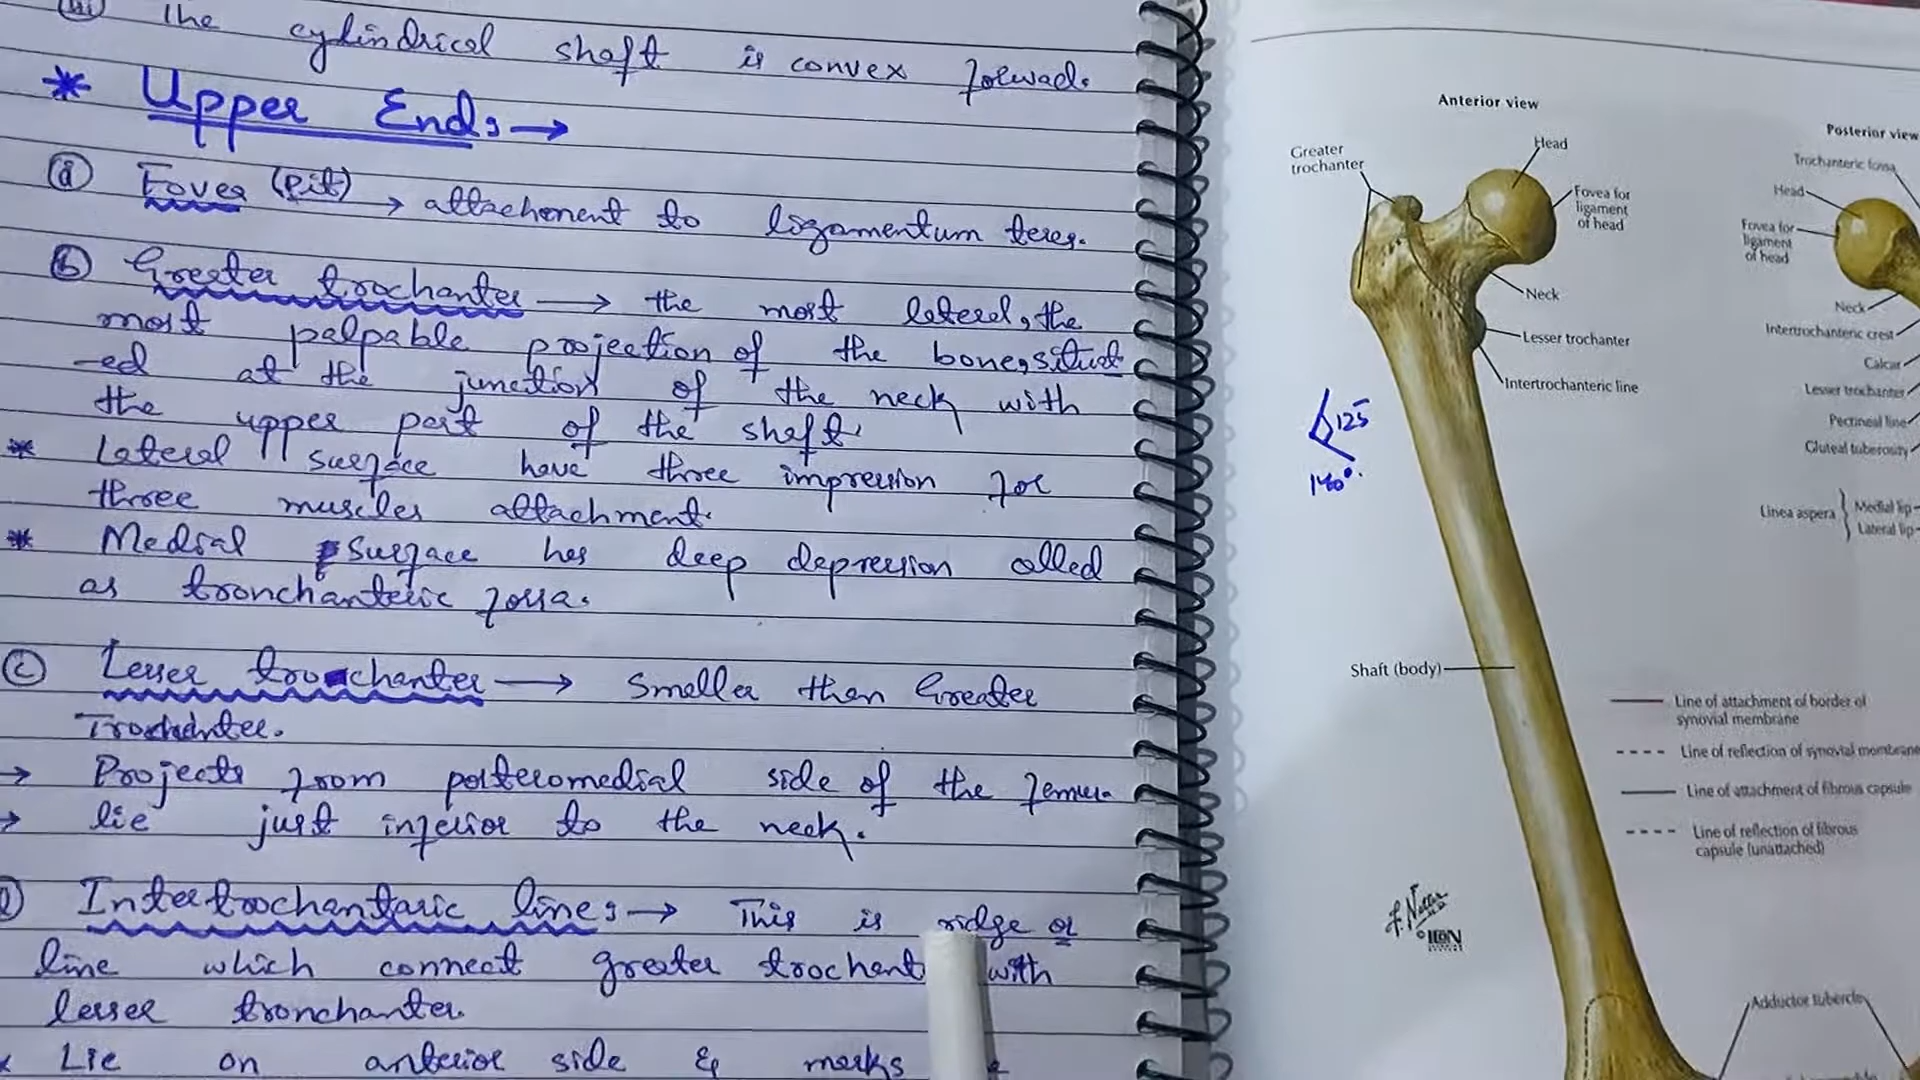 (iii) The cylindrical shaft is convex forwad.
* Upper Ends →
(a) Fovea (Pit) → attachment to ligamentum teres.
(b) Greater trochanter → the most lateral, the
most palpable projection of the bone, situat
-ed at the junction of the neck with
the upper part of the shaft.
* Lateral surface have three impression for
three muscles attachment.
* Medial surface has deep depression called
as tronchanteric fossa.
(c) Lesser trochanter → Smaller then Greater
Trochanter.
→ Projects from posteromedial side of the femur.
→ lie just inferior to the neck.
Intertrochantaric line → This is ridge or
line which connect greater trochant with
lesser tronchanter.
Lie on anterior side & marks
Anterior view
Head
Greater
trochanter
Fovea for
ligament
of head
Neck
Lesser trochanter
Intertrochanteric line
125
140°.
Shaft (body)
Posterior view
Trochanteric fossa
Head
Fovea for
ligament
of head
Neck
Intertrochanteric crest
Calcar
Lesser trochanter
Pectineal line
Gluteal tuberosity
Linea aspera
Medial lip
Lateral lip
Line of attachment of border of
synovial membrane
Line of reflection of synovial membrane
Line of attachment of fibrous capsule
Line of reflection of fibrous
capsule (unattached)
F. Netter
© ICON
Adductor tubercle